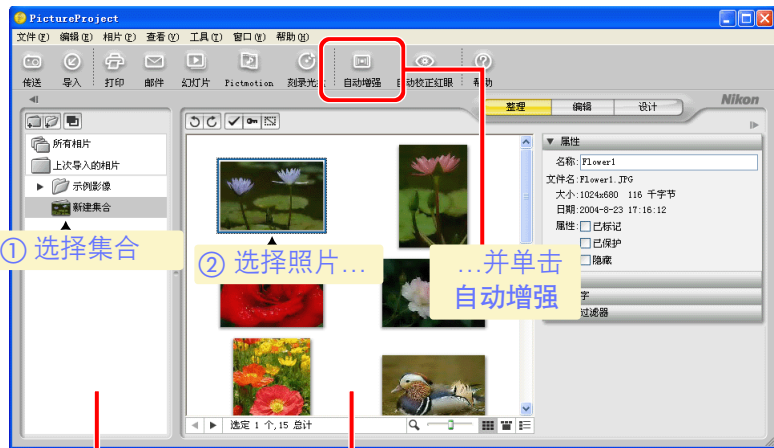 PictureProject
文件(F) 编辑(E) 相片(P) 查看(V) 工具(T) 窗口(W) 帮助(H)
传送 导入 打印 邮件 幻灯片 Pictmotion 刻录光 自动增强 自动校正红眼 帮助
整理 编辑 设计 Nikon
所有相片
上次导入的相片
示例影像
新建集合
① 选择集合
② 选择照片...
...并单击
自动增强
属性
名称: Flower1
文件名: Flower1.JPG
大小: 1024x680 116 千字节
日期: 2004-8-23 17:16:12
属性: 已标记
已保护
隐藏
字
过滤器
选定 1 个,15 总计